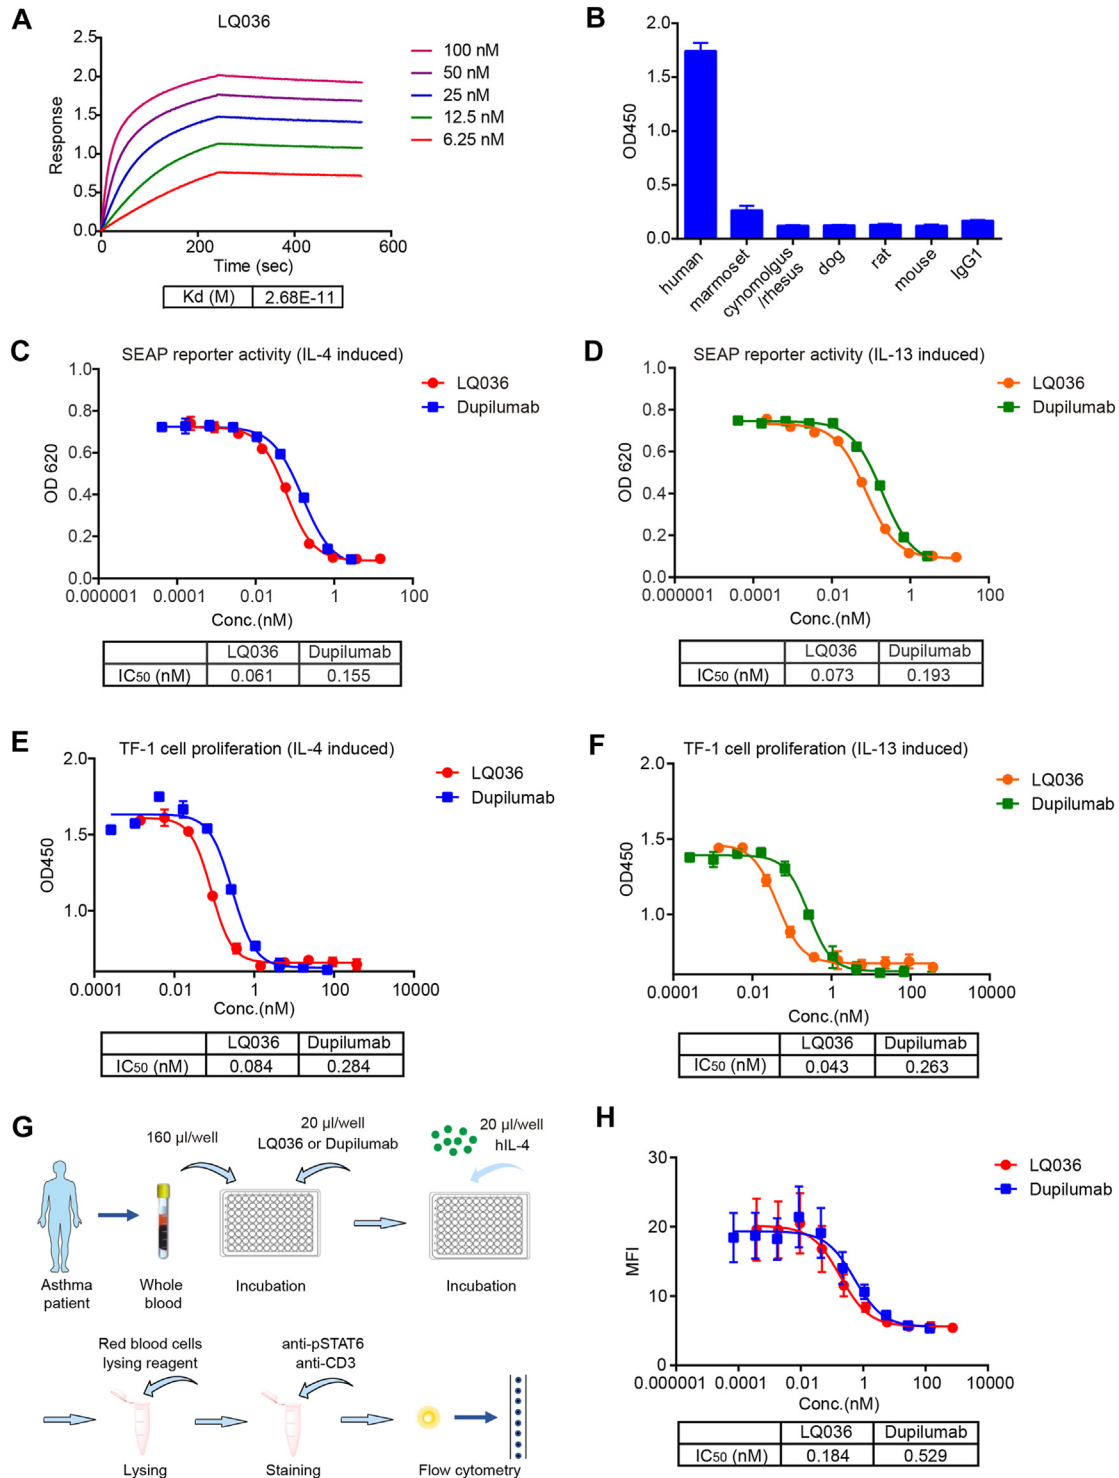 A
LQ036
2.5
2.0
1.5
1.0
0.5
0.0
Response
0
200
400
600
Time (sec)
100 nM
50 nM
25 nM
12.5 nM
6.25 nM
Kd (M) 2.68E-11
B
2.0
1.5
1.0
0.5
0.0
OD450
human
marmoset
cynomolgus
/rhesus
dog
rat
mouse
IgG1
C
SEAP reporter activity (IL-4 induced)
1.0
0.8
0.6
0.4
0.2
0.0
OD 620
0.000001
0.0001
0.01
1
100
Conc.(nM)
LQ036
Dupilumab
LQ036 Dupilumab
IC50 (nM) 0.061 0.155
D
SEAP reporter activity (IL-13 induced)
1.0
0.8
0.6
0.4
0.2
0.0
OD 620
0.000001
0.0001
0.01
1
100
Conc.(nM)
LQ036
Dupilumab
LQ036 Dupilumab
IC50 (nM) 0.073 0.193
E
TF-1 cell proliferation (IL-4 induced)
2.0
1.5
1.0
OD450
0.0001
0.01
1
100
10000
Conc.(nM)
LQ036
Dupilumab
LQ036 Dupilumab
IC50 (nM) 0.084 0.284
F
TF-1 cell proliferation (IL-13 induced)
2.0
1.5
1.0
OD450
0.0001
0.01
1
100
10000
Conc.(nM)
LQ036
Dupilumab
LQ036 Dupilumab
IC50 (nM) 0.043 0.263
G
160 µl/well
20 µl/well
LQ036 or Dupilumab
20 µl/well
hIL-4
Asthma
patient
Whole
blood
Incubation
Incubation
Red blood cells
lysing reagent
anti-pSTAT6
anti-CD3
Lysing
Staining
Flow cytometry
H
30
20
10
0
MFI
0.000001
0.0001
0.01
1
100
10000
Conc.(nM)
LQ036
Dupilumab
LQ036 Dupilumab
IC50 (nM) 0.184 0.529